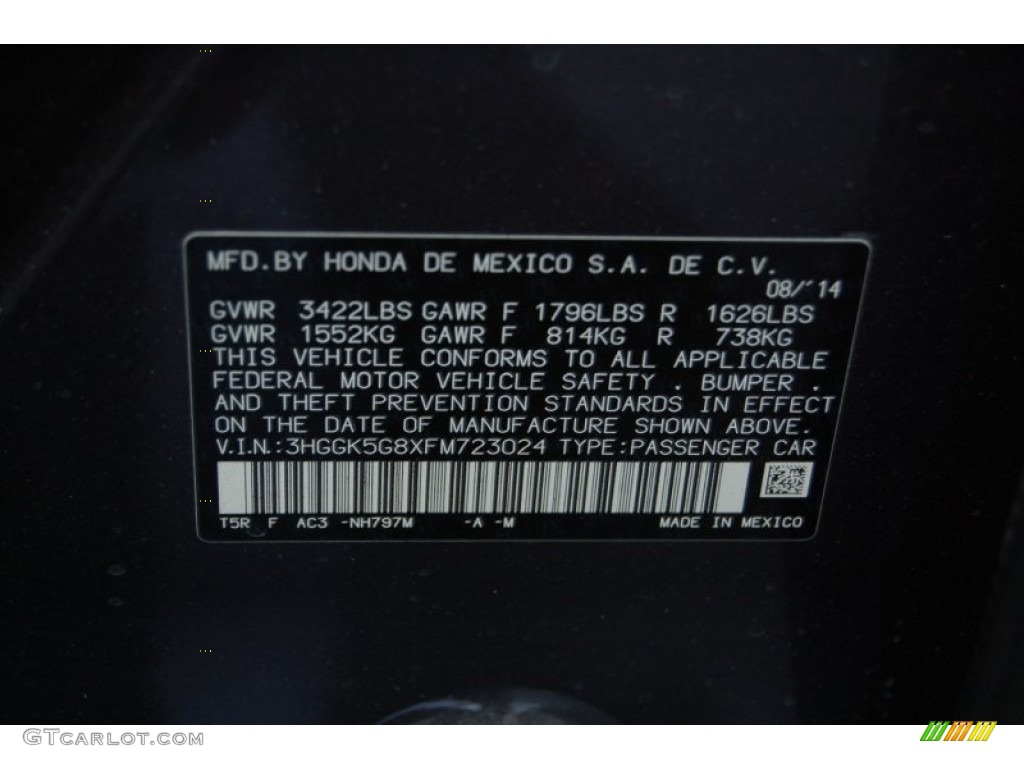 MFD.BY HONDA DE MEXICO S.A. DE C.V.
08/'14
GVWR 3422LBS GAWR F 1796LBS R 1626LBS
GVWR 1552KG GAWR F 814KG R 738KG
THIS VEHICLE CONFORMS TO ALL APPLICABLE
FEDERAL MOTOR VEHICLE SAFETY . BUMPER .
AND THEFT PREVENTION STANDARDS IN EFFECT
ON THE DATE OF MANUFACTURE SHOWN ABOVE.
V.I.N.:3HGGK5G8XFM723024 TYPE:PASSENGER CAR
T5R F AC3 -NH797M -A -M MADE IN MEXICO
GTCarlot.com